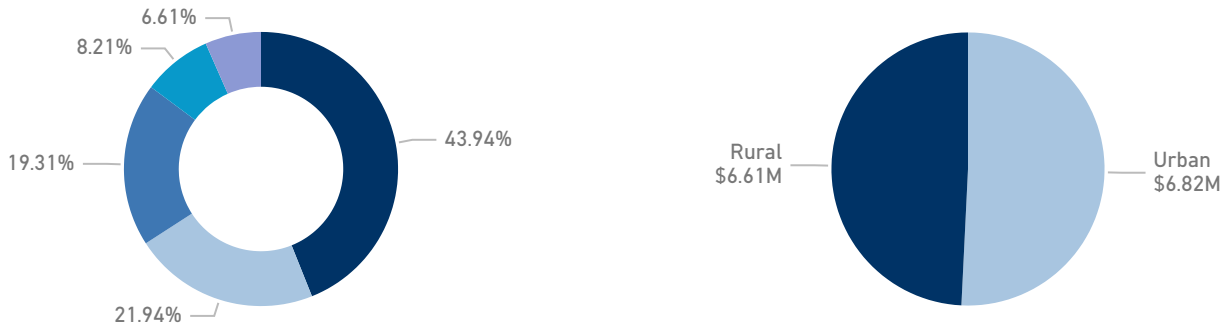 6.61%
8.21%
43.94%
19.31%
21.94%
Rural
$6.61M
Urban
$6.82M